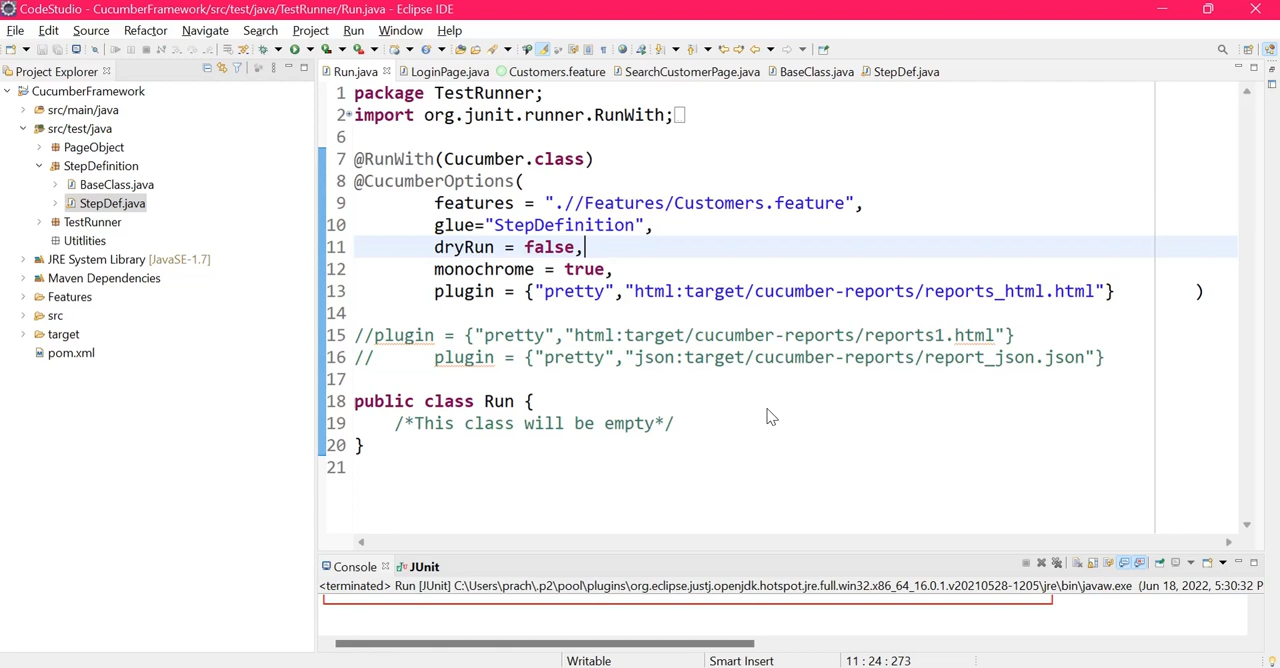 CodeStudio - CucumberFramework/src/test/java/TestRunner/Run.java - Eclipse IDE
File Edit Source Refactor Navigate Search Project Run Window Help
Project Explorer
CucumberFramework
src/main/java
src/test/java
PageObject
StepDefinition
BaseClass.java
StepDef.java
TestRunner
Utitlities
JRE System Library [JavaSE-1.7]
Maven Dependencies
Features
src
target
pom.xml
Run.java LoginPage.java Customers.feature SearchCustomerPage.java BaseClass.java StepDef.java
1 package TestRunner;
2 import org.junit.runner.RunWith;
6
7 @RunWith(Cucumber.class)
8 @CucumberOptions(
9 features = ".//Features/Customers.feature",
10 glue="StepDefinition",
11 dryRun = false,
12 monochrome = true,
13 plugin = {"pretty","html:target/cucumber-reports/reports_html.html"} )
14
15 //plugin = {"pretty","html:target/cucumber-reports/reports1.html"}
16 // plugin = {"pretty","json:target/cucumber-reports/report_json.json"}
17
18 public class Run {
19 /*This class will be empty*/
20 }
21
Console JUnit
<terminated> Run [JUnit] C:\Users\prach\.p2\pool\plugins\org.eclipse.justj.openjdk.hotspot.jre.full.win32.x86_64_16.0.1.v20210528-1205\jre\bin\javaw.exe (Jun 18, 2022, 5:30:32 P
Writable Smart Insert 11 : 24 : 273